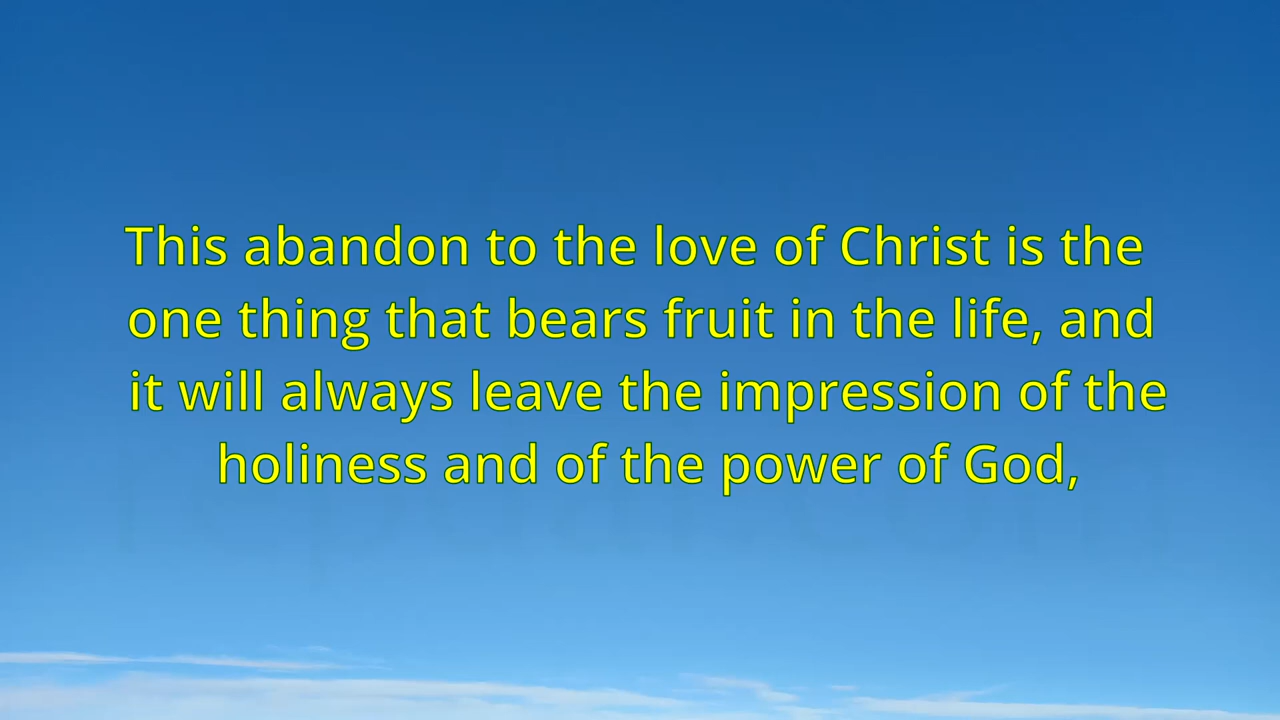 This abandon to the love of Christ is the
one thing that bears fruit in the life, and
it will always leave the impression of the
holiness and of the power of God,